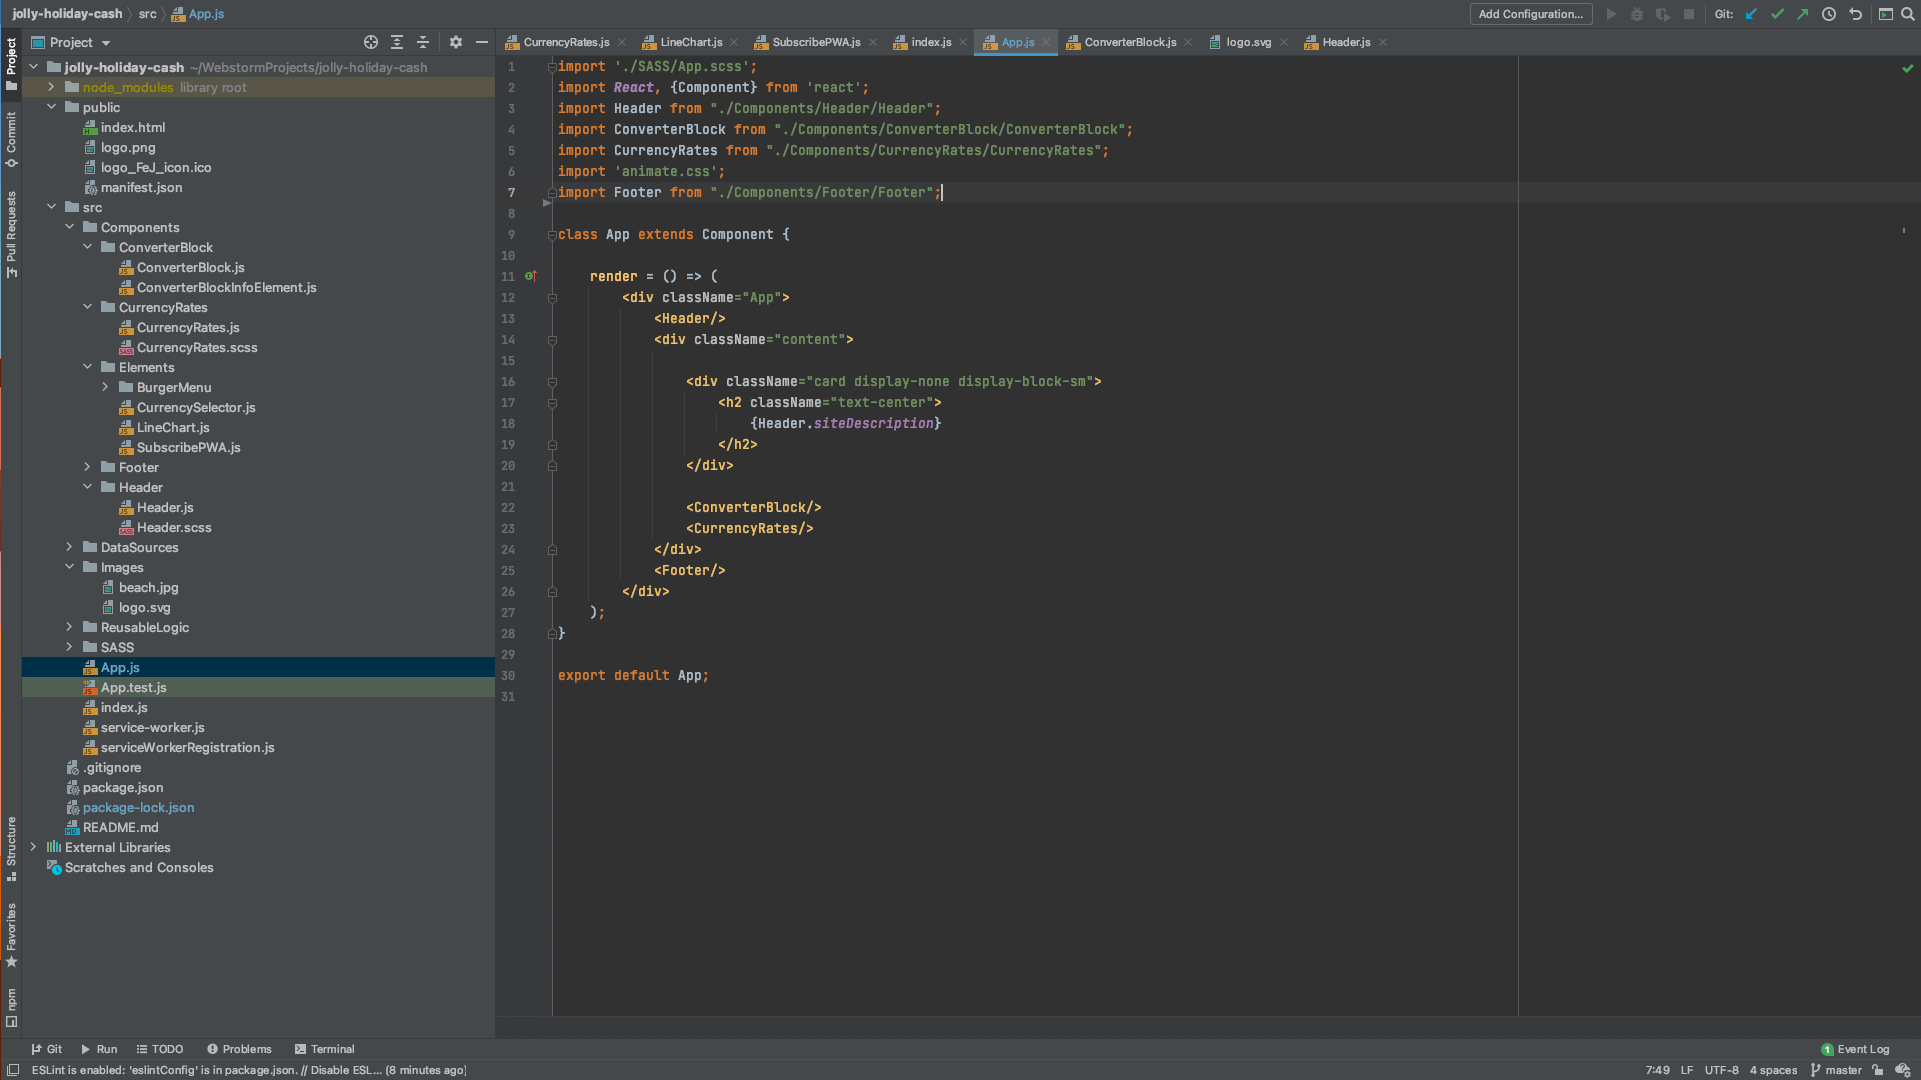 jolly-holiday-cash
src
App.js
Add Configuration...
Git:
Project
CurrencyRates.js
LineChart.js
SubscribePWA.js
index.js
App.js
ConverterBlock.js
logo.svg
Header.js
Project
Commit
Pull Requests
Structure
Favorites
npm
jolly-holiday-cash ~/WebstormProjects/jolly-holiday-cash
node_modules library root
public
index.html
logo.png
logo_FeJ_icon.ico
manifest.json
src
Components
ConverterBlock
ConverterBlock.js
ConverterBlockInfoElement.js
CurrencyRates
CurrencyRates.js
CurrencyRates.scss
Elements
BurgerMenu
CurrencySelector.js
LineChart.js
SubscribePWA.js
Footer
Header
Header.js
Header.scss
DataSources
Images
beach.jpg
logo.svg
ReusableLogic
SASS
App.js
App.test.js
index.js
service-worker.js
serviceWorkerRegistration.js
.gitignore
package.json
package-lock.json
README.md
External Libraries
Scratches and Consoles
1 import './SASS/App.scss';
2 import React, {Component} from 'react';
3 import Header from "./Components/Header/Header";
4 import ConverterBlock from "./Components/ConverterBlock/ConverterBlock";
5 import CurrencyRates from "./Components/CurrencyRates/CurrencyRates";
6 import 'animate.css';
7 import Footer from "./Components/Footer/Footer";
8
9 class App extends Component {
10
11 render = () => (
12 <div className="App">
13 <Header/>
14 <div className="content">
15
16 <div className="card display-none display-block-sm">
17 <h2 className="text-center">
18 {Header.siteDescription}
19 </h2>
20 </div>
21
22 <ConverterBlock/>
23 <CurrencyRates/>
24 </div>
25 <Footer/>
26 </div>
27 );
28 }
29
30 export default App;
31
Git
Run
TODO
Problems
Terminal
1 Event Log
ESLint is enabled: 'eslintConfig' is in package.json. // Disable ESL... (8 minutes ago)
7:49 LF UTF-8 4 spaces master